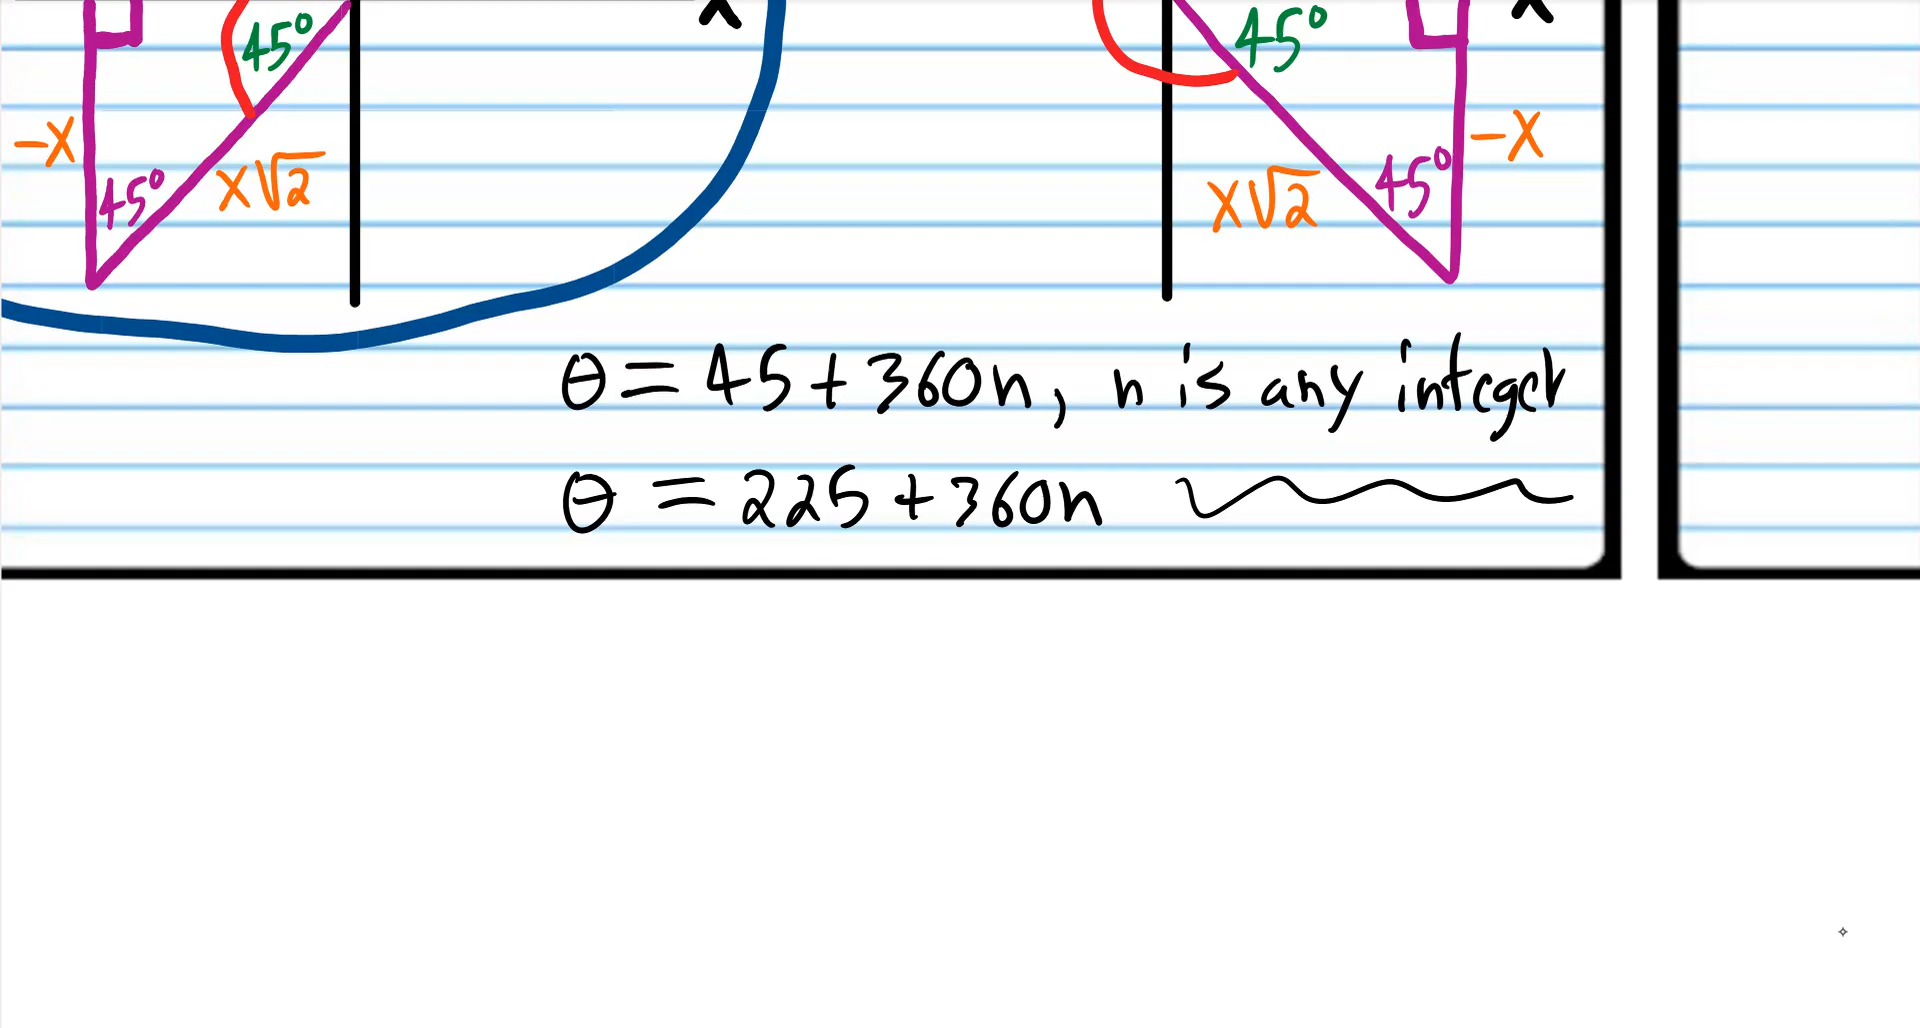 45° x 45° x
-x -x
45° x√2 x√2 45°
θ = 45 + 360n, n is any integer
θ = 225 + 360n